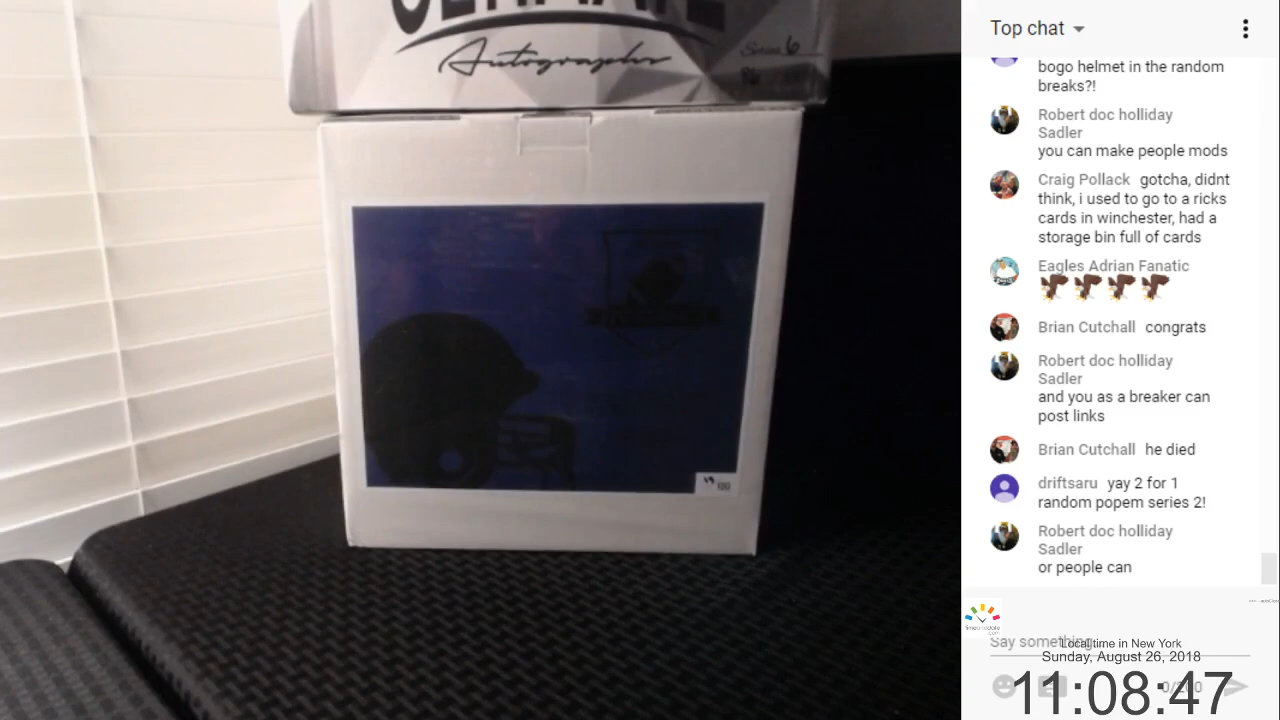 Autographs
Series 6
100
Top chat
bogo helmet in the random
breaks?!
Robert doc holliday
Sadler
you can make people mods
Craig Pollack gotcha, didnt
think, i used to go to a ricks
cards in winchester, had a
storage bin full of cards
Eagles Adrian Fanatic
Brian Cutchall congrats
Robert doc holliday
Sadler
and you as a breaker can
post links
Brian Cutchall he died
driftsaru yay 2 for 1
random popem series 2!
Robert doc holliday
Sadler
or people can
Say something...
Local time in New York
Sunday, August 26, 2018
11:08:47